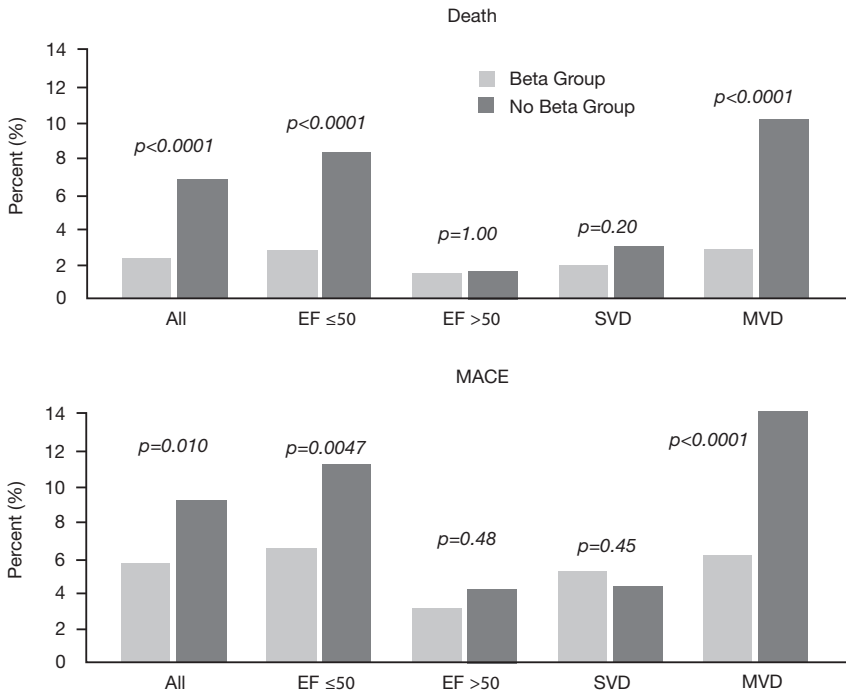 Death
Percent (%)
14
12
10
8
6
4
2
0
Beta Group
No Beta Group
p<0.0001
p<0.0001
p=1.00
p=0.20
p<0.0001
All
EF ≤50
EF >50
SVD
MVD
MACE
Percent (%)
14
12
10
8
6
4
2
0
p=0.010
p=0.0047
p=0.48
p=0.45
p<0.0001
All
EF ≤50
EF >50
SVD
MVD